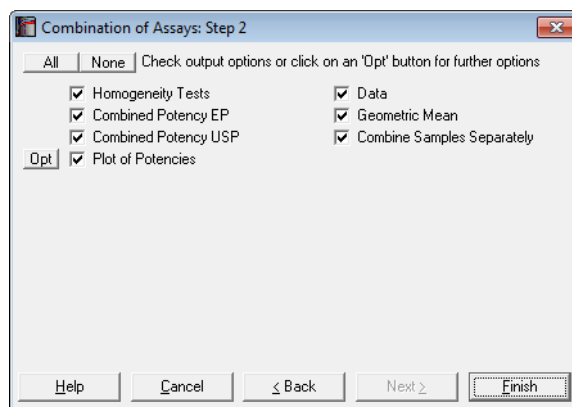 Combination of Assays: Step 2
All None Check output options or click on an 'Opt' button for further options
Homogeneity Tests Data
Combined Potency EP Geometric Mean
Combined Potency USP Combine Samples Separately
Opt Plot of Potencies
Help Cancel < Back Next > Finish